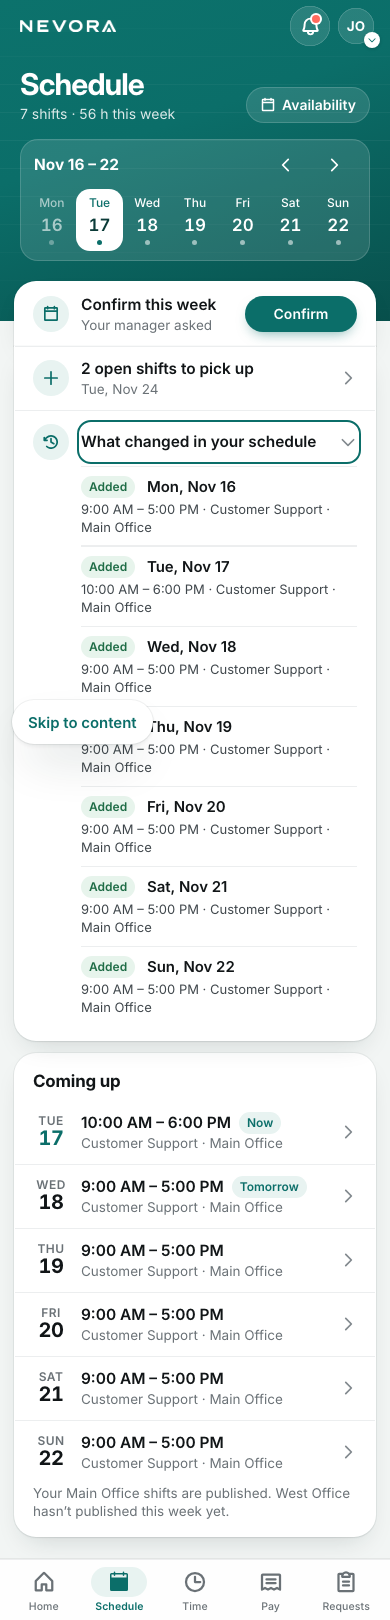 NEVORA
JO
Schedule
7 shifts · 56 h this week
Availability
Nov 16 – 22
Mon Tue Wed Thu Fri Sat Sun
16 17 18 19 20 21 22
Confirm this week
Your manager asked
Confirm
2 open shifts to pick up
Tue, Nov 24
What changed in your schedule
Added Mon, Nov 16
9:00 AM – 5:00 PM · Customer Support ·
Main Office
Added Tue, Nov 17
10:00 AM – 6:00 PM · Customer Support ·
Main Office
Added Wed, Nov 18
9:00 AM – 5:00 PM · Customer Support ·
Main Office
Skip to content
Thu, Nov 19
9:00 AM – 5:00 PM · Customer Support ·
Main Office
Added Fri, Nov 20
9:00 AM – 5:00 PM · Customer Support ·
Main Office
Added Sat, Nov 21
9:00 AM – 5:00 PM · Customer Support ·
Main Office
Added Sun, Nov 22
9:00 AM – 5:00 PM · Customer Support ·
Main Office
Coming up
TUE
17
10:00 AM – 6:00 PM Now
Customer Support · Main Office
WED
18
9:00 AM – 5:00 PM Tomorrow
Customer Support · Main Office
THU
19
9:00 AM – 5:00 PM
Customer Support · Main Office
FRI
20
9:00 AM – 5:00 PM
Customer Support · Main Office
SAT
21
9:00 AM – 5:00 PM
Customer Support · Main Office
SUN
22
9:00 AM – 5:00 PM
Customer Support · Main Office
Your Main Office shifts are published. West Office
hasn’t published this week yet.
Home Schedule Time Pay Requests